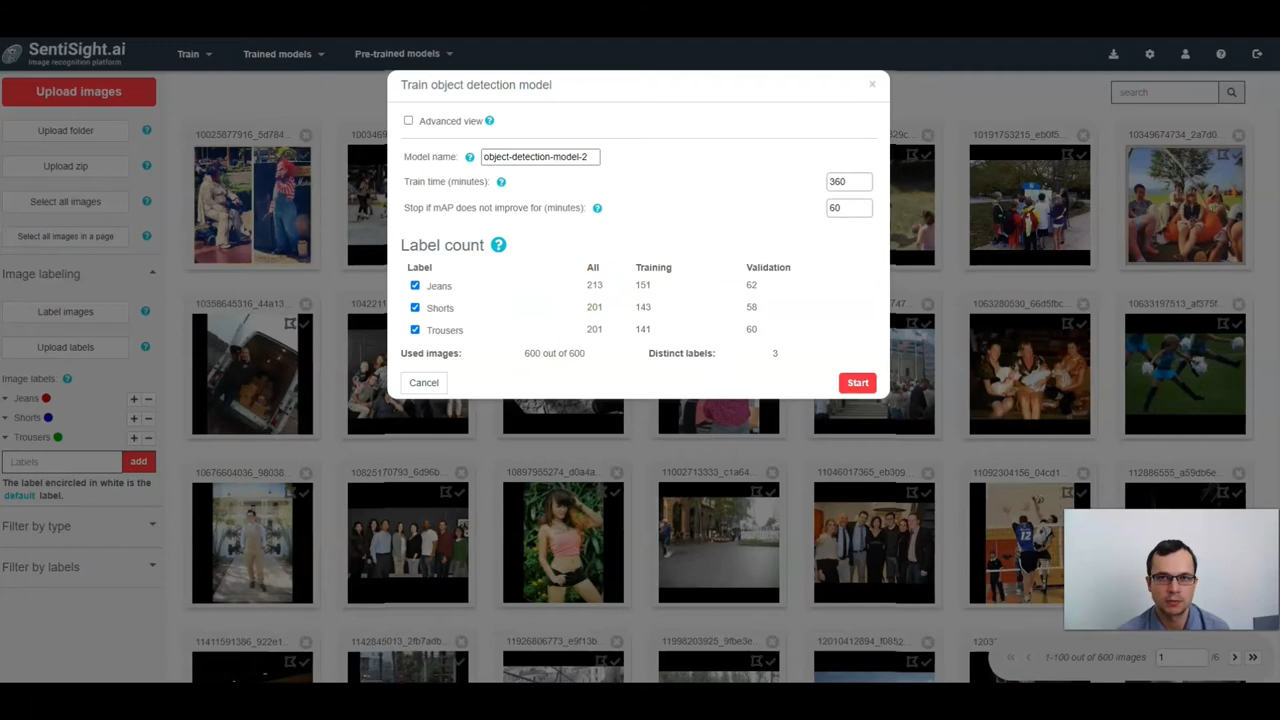 SentiSight.ai
Image recognition platform
Train
Trained models
Pre-trained models
Upload images
Upload folder
Upload zip
Select all images
Select all images in a page
Image labeling
Label images
Upload labels
Image labels:
Jeans
Shorts
Trousers
Labels
add
The label encircled in white is the
default label.
Filter by type
Filter by labels
search
Train object detection model
Advanced view
Model name: object-detection-model-2
Train time (minutes): 360
Stop if mAP does not improve for (minutes): 60
Label count
Label All Training Validation
Jeans 213 151 62
Shorts 201 143 58
Trousers 201 141 60
Used images: 600 out of 600 Distinct labels: 3
Cancel
Start
10025877916_5d784...
10191753215_eb0f5...
10349674734_2a7d0...
10358645316_44a13...
1063280530_66d5fbc...
10633197513_af375f...
10676604036_98038...
10825170793_6d96b...
10897955274_d0a4a...
11002713333_c1a64...
11046017365_eb309...
11092304156_04cd1...
112886555_a59db6e...
11411591386_922e1...
1142845013_2fb7adb...
11926806773_e9f13b...
11998203925_9fbe3e...
12010412894_f0852...
1-100 out of 600 images 1 /6